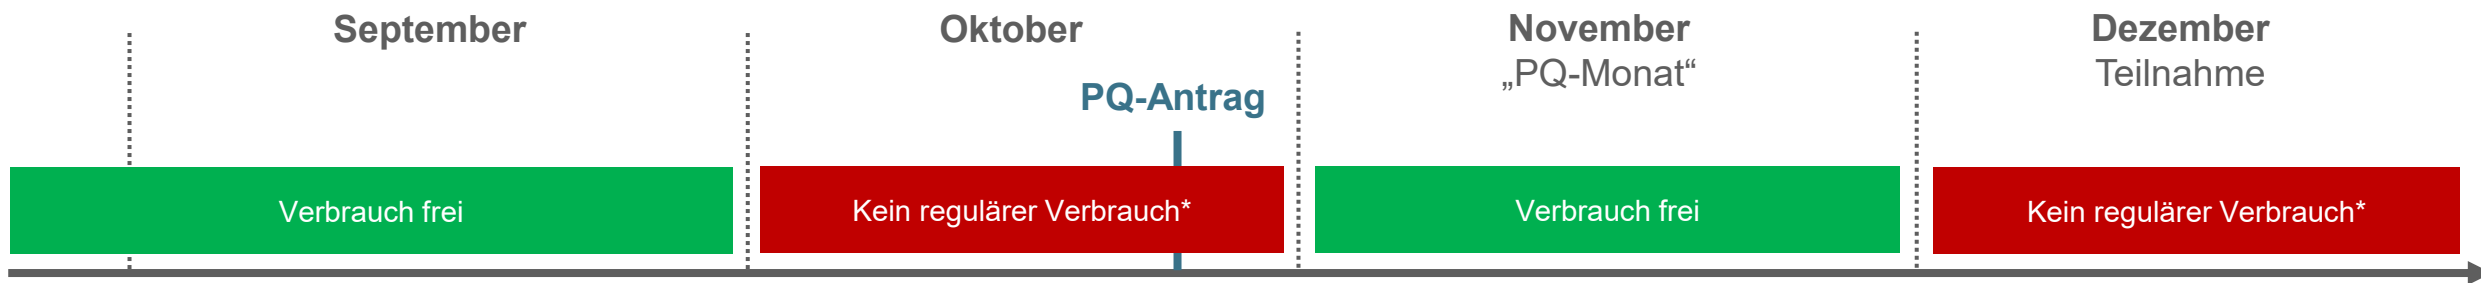 September
Oktober
November
„PQ-Monat“
Dezember
Teilnahme
PQ-Antrag
Verbrauch frei
Kein regulärer Verbrauch*
Verbrauch frei
Kein regulärer Verbrauch*